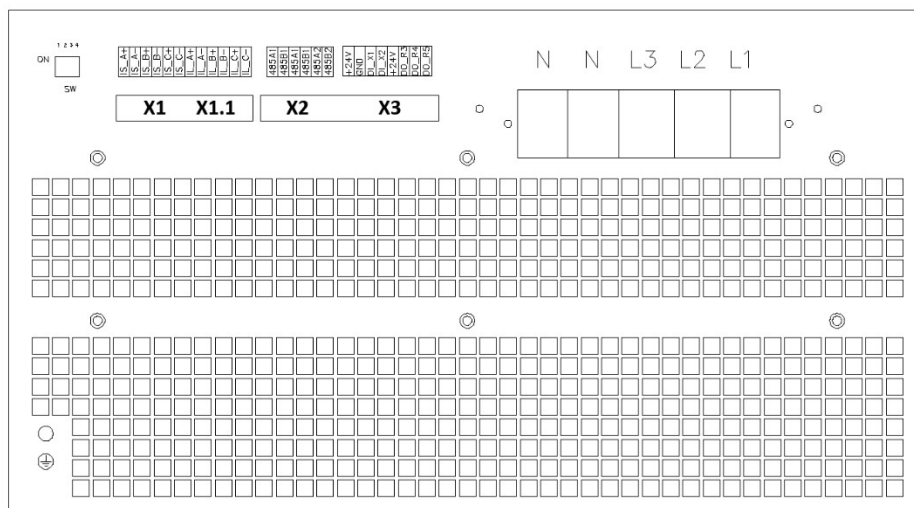 1 2 3 4
ON
SW
IS_A+
IS_A-
IS_B+
IS_B-
IS_C+
IS_C-
IL_A+
IL_A-
IL_B+
IL_B-
IL_C+
IL_C-
485A1
485B1
485A1
485B1
485A2
485B2
+24V
GND
DI_X1
DI_X2
+24V
DO_R3
DO_R4
DO_R5
X1 X1.1 X2 X3
N N L3 L2 L1